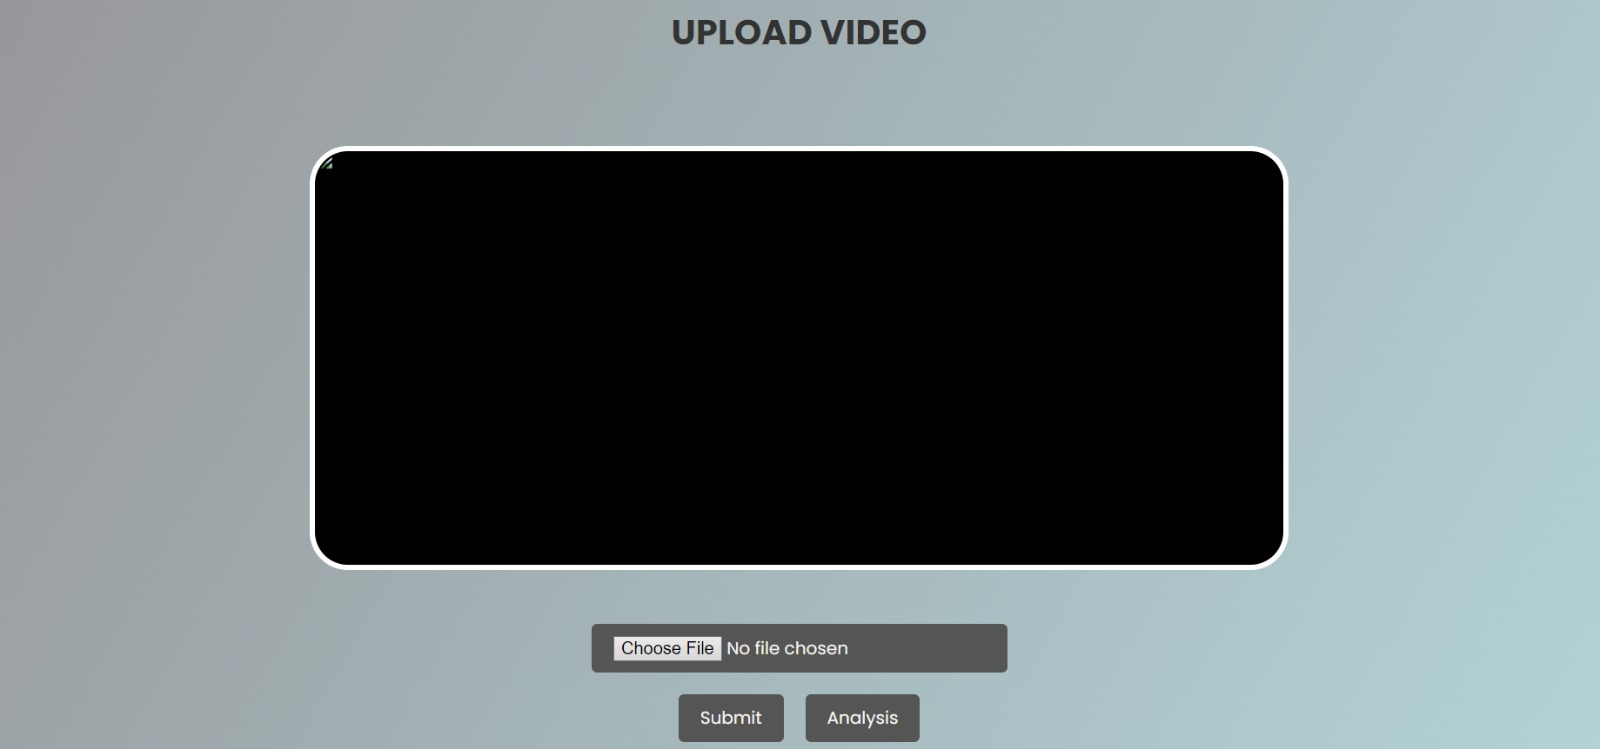 UPLOAD VIDEO
Choose File No file chosen
Submit Analysis